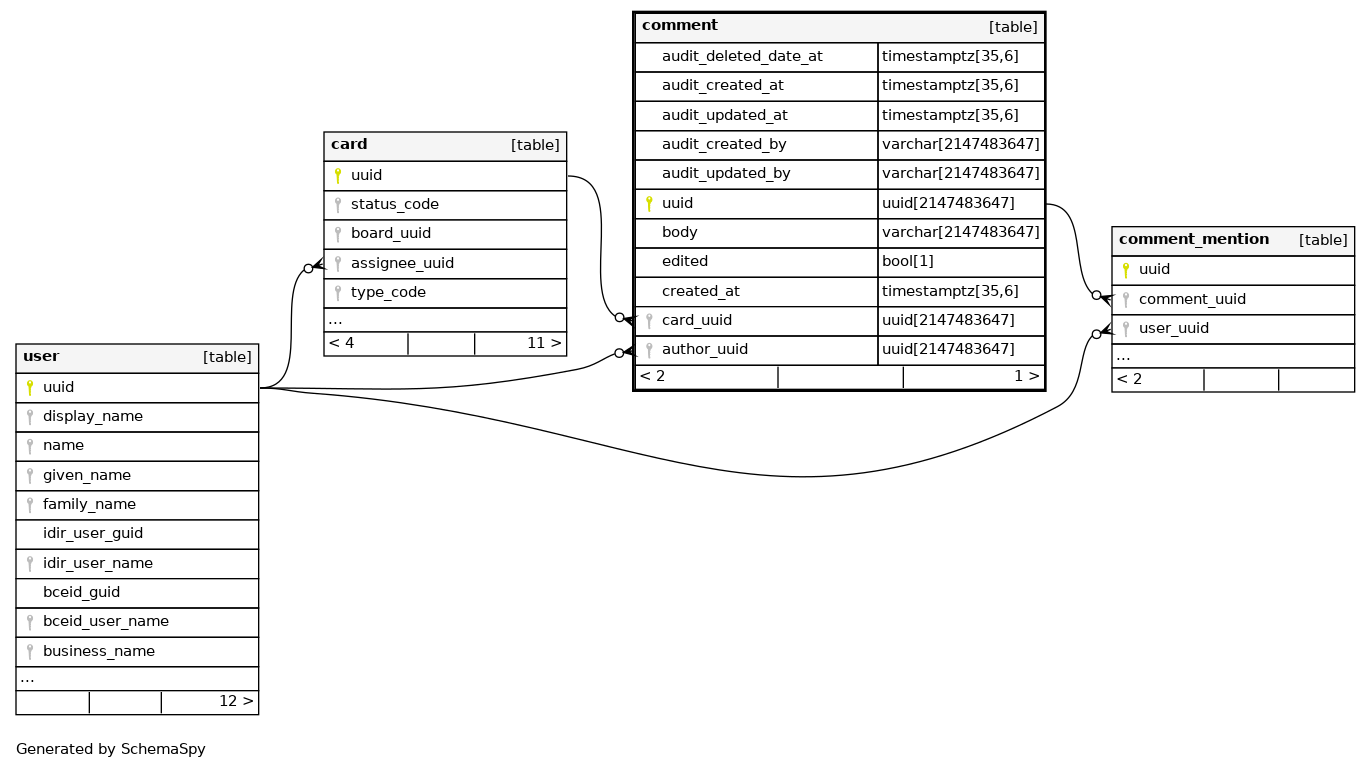 comment [table]
audit_deleted_date_at timestamptz[35,6]
audit_created_at timestamptz[35,6]
audit_updated_at timestamptz[35,6]
audit_created_by varchar[2147483647]
audit_updated_by varchar[2147483647]
uuid uuid[2147483647]
body varchar[2147483647]
edited bool[1]
created_at timestamptz[35,6]
card_uuid uuid[2147483647]
author_uuid uuid[2147483647]
< 2 1 >
card [table]
uuid
status_code
board_uuid
assignee_uuid
type_code
...
< 4 11 >
comment_mention [table]
uuid
comment_uuid
user_uuid
...
< 2
user [table]
uuid
display_name
name
given_name
family_name
idir_user_guid
idir_user_name
bceid_guid
bceid_user_name
business_name
...
12 >
Generated by SchemaSpy